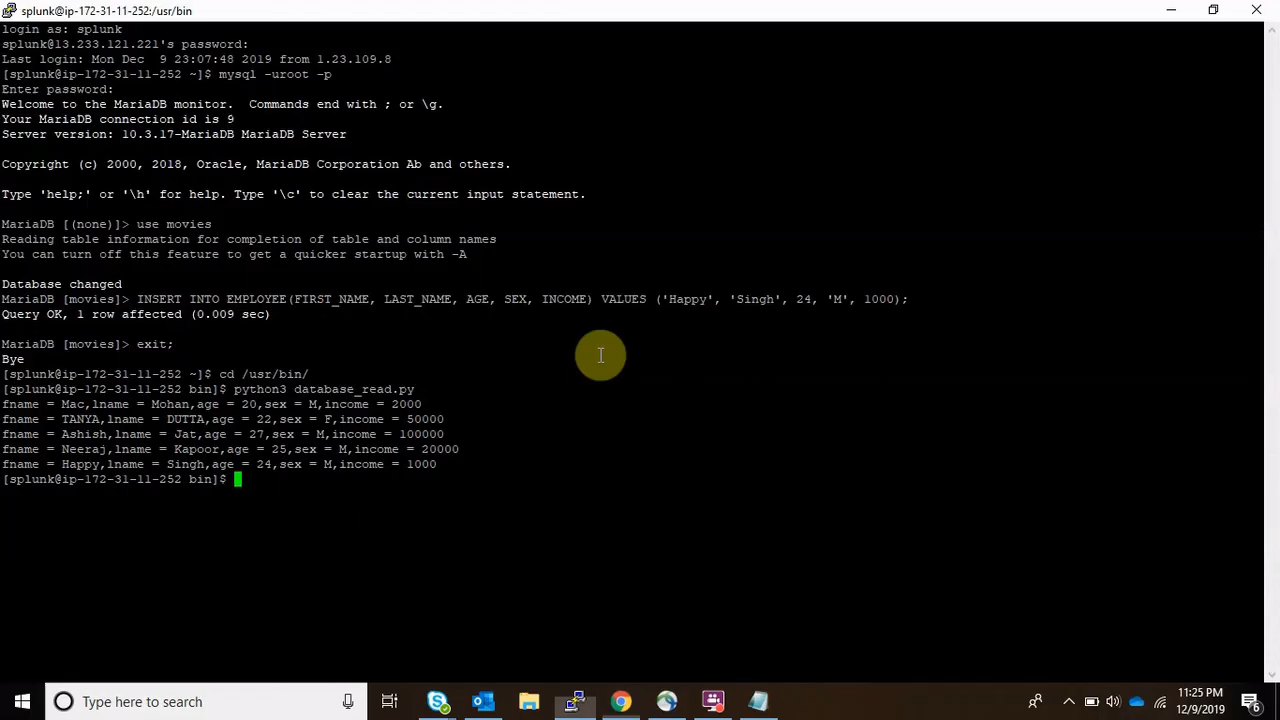 splunk@ip-172-31-11-252:/usr/bin
login as: splunk
splunk@13.233.121.221's password:
Last login: Mon Dec  9 23:07:48 2019 from 1.23.109.8
[splunk@ip-172-31-11-252 ~]$ mysql -uroot -p
Enter password:
Welcome to the MariaDB monitor.  Commands end with ; or \g.
Your MariaDB connection id is 9
Server version: 10.3.17-MariaDB MariaDB Server
Copyright (c) 2000, 2018, Oracle, MariaDB Corporation Ab and others.
Type 'help;' or '\h' for help. Type '\c' to clear the current input statement.
MariaDB [(none)]> use movies
Reading table information for completion of table and column names
You can turn off this feature to get a quicker startup with -A
Database changed
MariaDB [movies]> INSERT INTO EMPLOYEE(FIRST_NAME, LAST_NAME, AGE, SEX, INCOME) VALUES ('Happy', 'Singh', 24, 'M', 1000);
Query OK, 1 row affected (0.009 sec)
MariaDB [movies]> exit;
Bye
[splunk@ip-172-31-11-252 ~]$ cd /usr/bin/
[splunk@ip-172-31-11-252 bin]$ python3 database_read.py
fname = Mac,lname = Mohan,age = 20,sex = M,income = 2000
fname = TANYA,lname = DUTTA,age = 22,sex = F,income = 50000
fname = Ashish,lname = Jat,age = 27,sex = M,income = 100000
fname = Neeraj,lname = Kapoor,age = 25,sex = M,income = 20000
fname = Happy,lname = Singh,age = 24,sex = M,income = 1000
[splunk@ip-172-31-11-252 bin]$
Type here to search
11:25 PM
12/9/2019
6